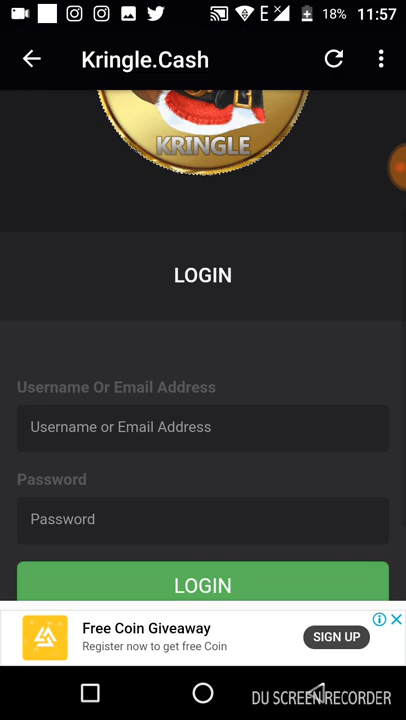 E 18% 11:57
Kringle.Cash
KRINGLE
LOGIN
Username Or Email Address
Username or Email Address
Password
Password
LOGIN
Free Coin Giveaway
Register now to get free Coin
SIGN UP
DU SCREEN RECORDER